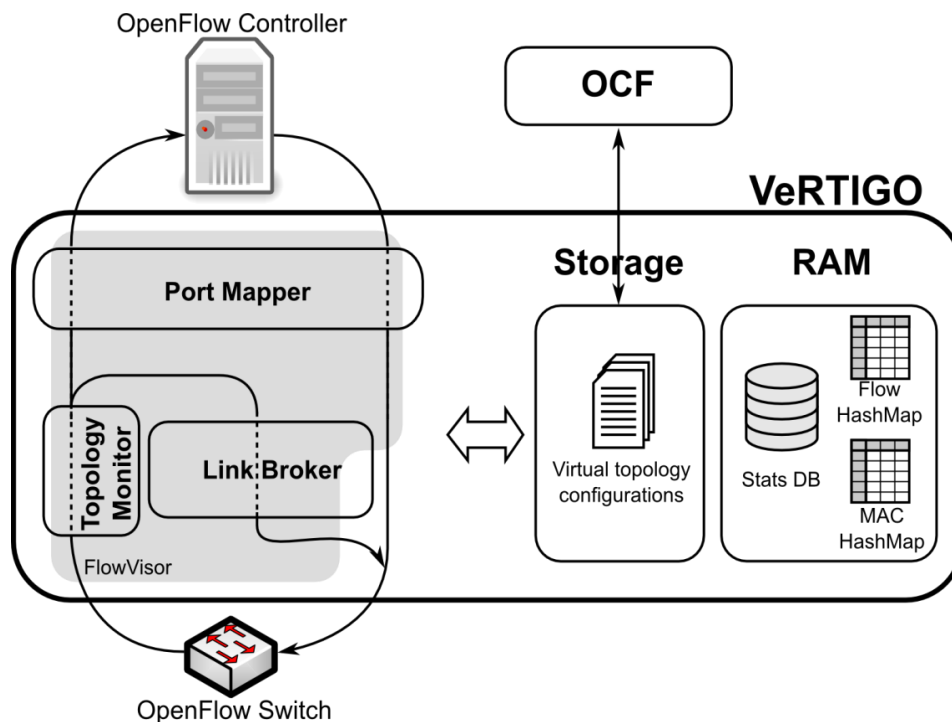 OpenFlow Controller
OCF
VeRTIGO
Port Mapper
Topology
Monitor
Link Broker
FlowVisor
Storage
Virtual topology
configurations
RAM
Stats DB
Flow
HashMap
MAC
HashMap
OpenFlow Switch